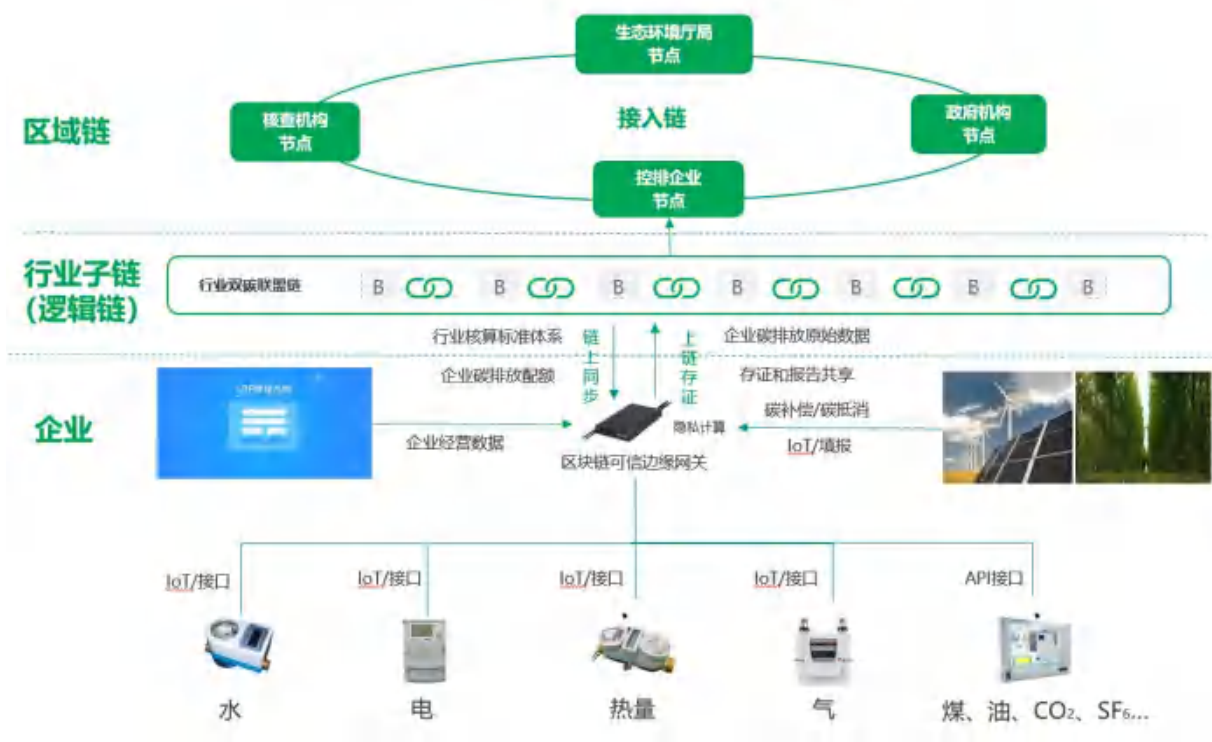 生态环境厅局
节点
区域链
核查机构
节点
接入链
政府机构
节点
控排企业
节点
行业子链
(逻辑链)
行业双碳联盟链
B
B
B
B
B
B
B
行业核算标准体系
链上同步
上链存证
企业碳排放原始数据
企业碳排放配额
存证和报告共享
企业
碳补偿/碳抵消
隐私计算
企业经营数据
IoT/填报
区块链可信边缘网关
IoT/接口
IoT/接口
IoT/接口
IoT/接口
API接口
水
电
热量
气
煤、油、CO₂、SF₆...